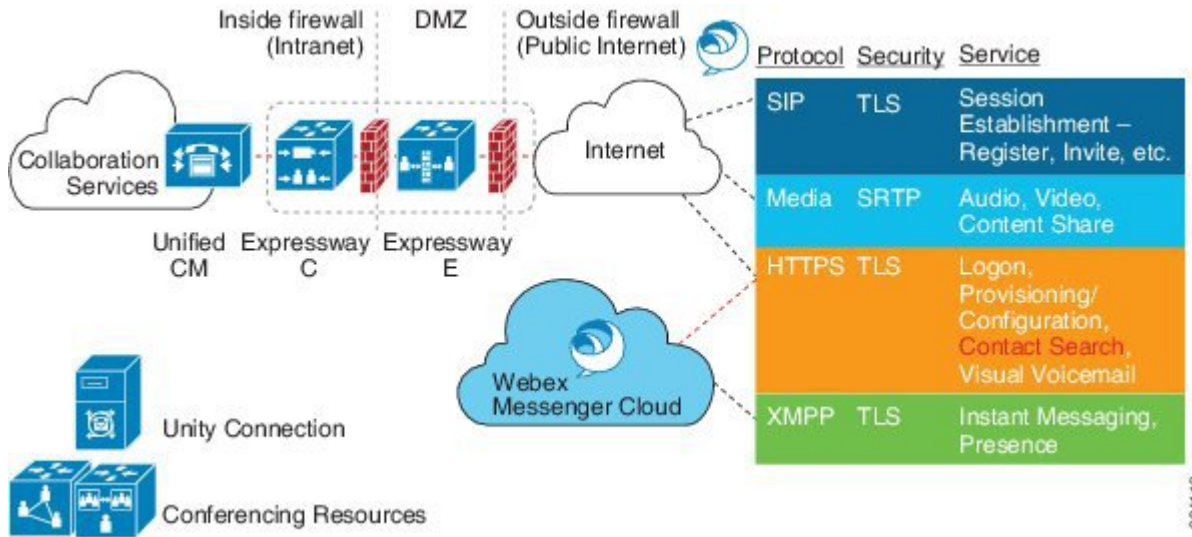 Inside firewall
(Intranet)
DMZ
Outside firewall
(Public Internet)
Protocol Security Service
Collaboration
Services
Internet
Unified
CM
Expressway
C
Expressway
E
SIP TLS Session
Establishment –
Register, Invite, etc.
Media SRTP Audio, Video,
Content Share
HTTPS TLS Logon,
Provisioning/
Configuration,
Contact Search,
Visual Voicemail
XMPP TLS Instant Messaging,
Presence
Webex
Messenger Cloud
Unity Connection
Conferencing Resources